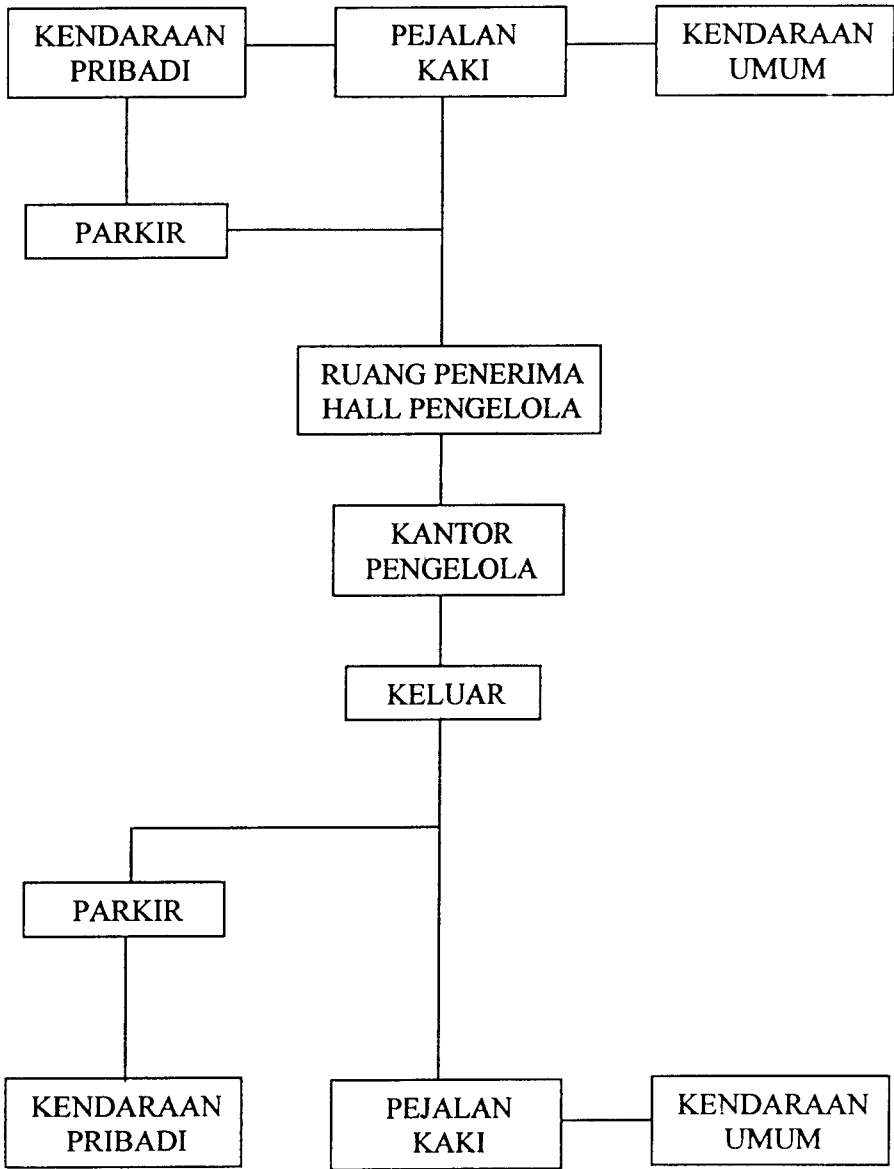 KENDARAAN
PRIBADI
PEJALAN
KAKI
KENDARAAN
UMUM
PARKIR
RUANG PENERIMA
HALL PENGELOLA
KANTOR
PENGELOLA
KELUAR
PARKIR
KENDARAAN
PRIBADI
PEJALAN
KAKI
KENDARAAN
UMUM